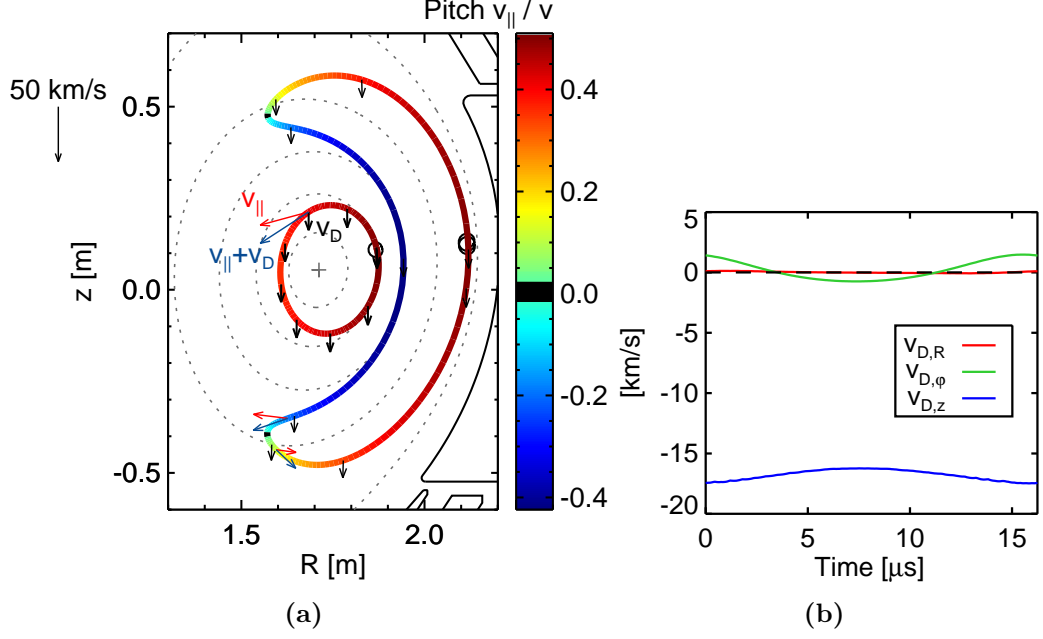 Pitch v|| / v
50 km/s
0.5
0.0
-0.5
z [m]
v||
vD
v||+vD
1.5
2.0
R [m]
0.4
0.2
0.0
-0.2
-0.4
(a)
5
0
-5
-10
-15
-20
[km/s]
vD,R
vD,φ
vD,z
0
5
10
15
Time [μs]
(b)